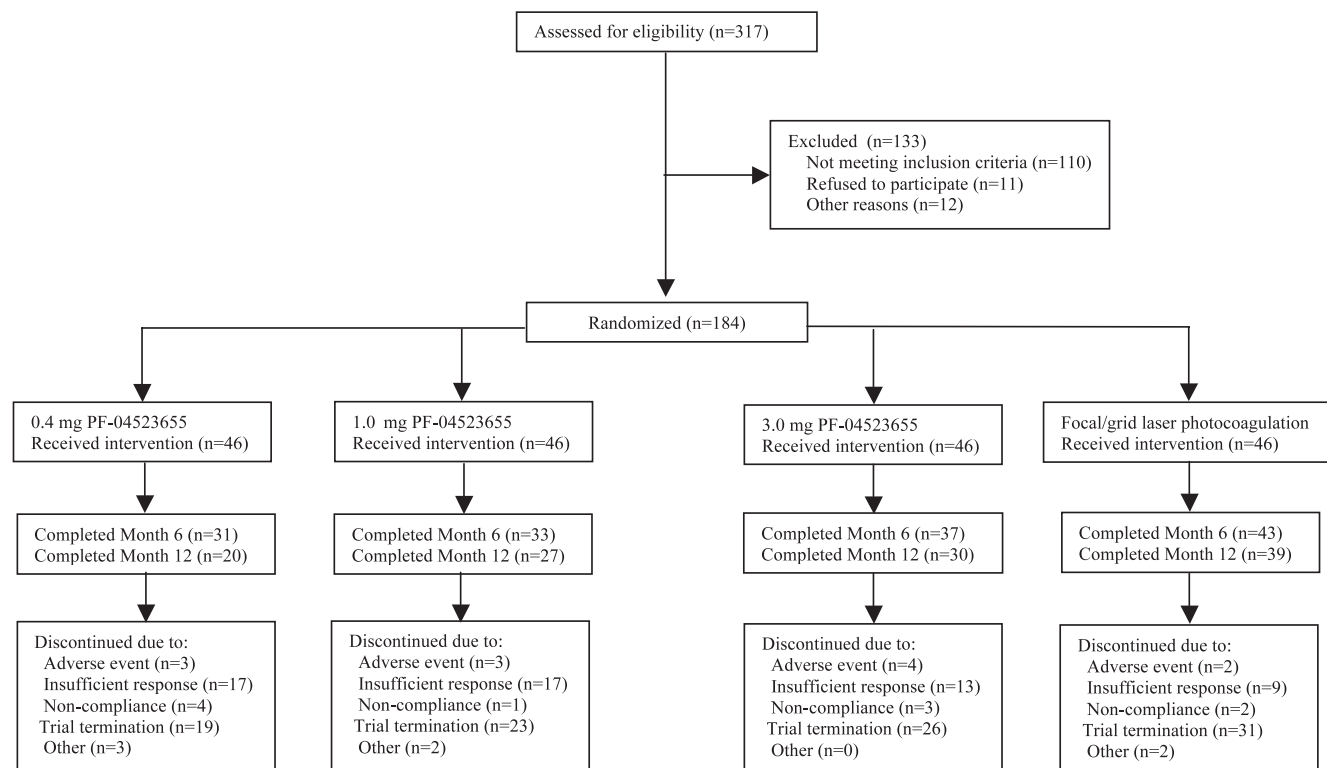 Assessed for eligibility (n=317)
Excluded (n=133)
Not meeting inclusion criteria (n=110)
Refused to participate (n=11)
Other reasons (n=12)
Randomized (n=184)
0.4 mg PF-04523655
Received intervention (n=46)
1.0 mg PF-04523655
Received intervention (n=46)
3.0 mg PF-04523655
Received intervention (n=46)
Focal/grid laser photocoagulation
Received intervention (n=46)
Completed Month 6 (n=31)
Completed Month 12 (n=20)
Completed Month 6 (n=33)
Completed Month 12 (n=27)
Completed Month 6 (n=37)
Completed Month 12 (n=30)
Completed Month 6 (n=43)
Completed Month 12 (n=39)
Discontinued due to:
Adverse event (n=3)
Insufficient response (n=17)
Non-compliance (n=4)
Trial termination (n=19)
Other (n=3)
Discontinued due to:
Adverse event (n=3)
Insufficient response (n=17)
Non-compliance (n=1)
Trial termination (n=23)
Other (n=2)
Discontinued due to:
Adverse event (n=4)
Insufficient response (n=13)
Non-compliance (n=3)
Trial termination (n=26)
Other (n=0)
Discontinued due to:
Adverse event (n=2)
Insufficient response (n=9)
Non-compliance (n=2)
Trial termination (n=31)
Other (n=2)